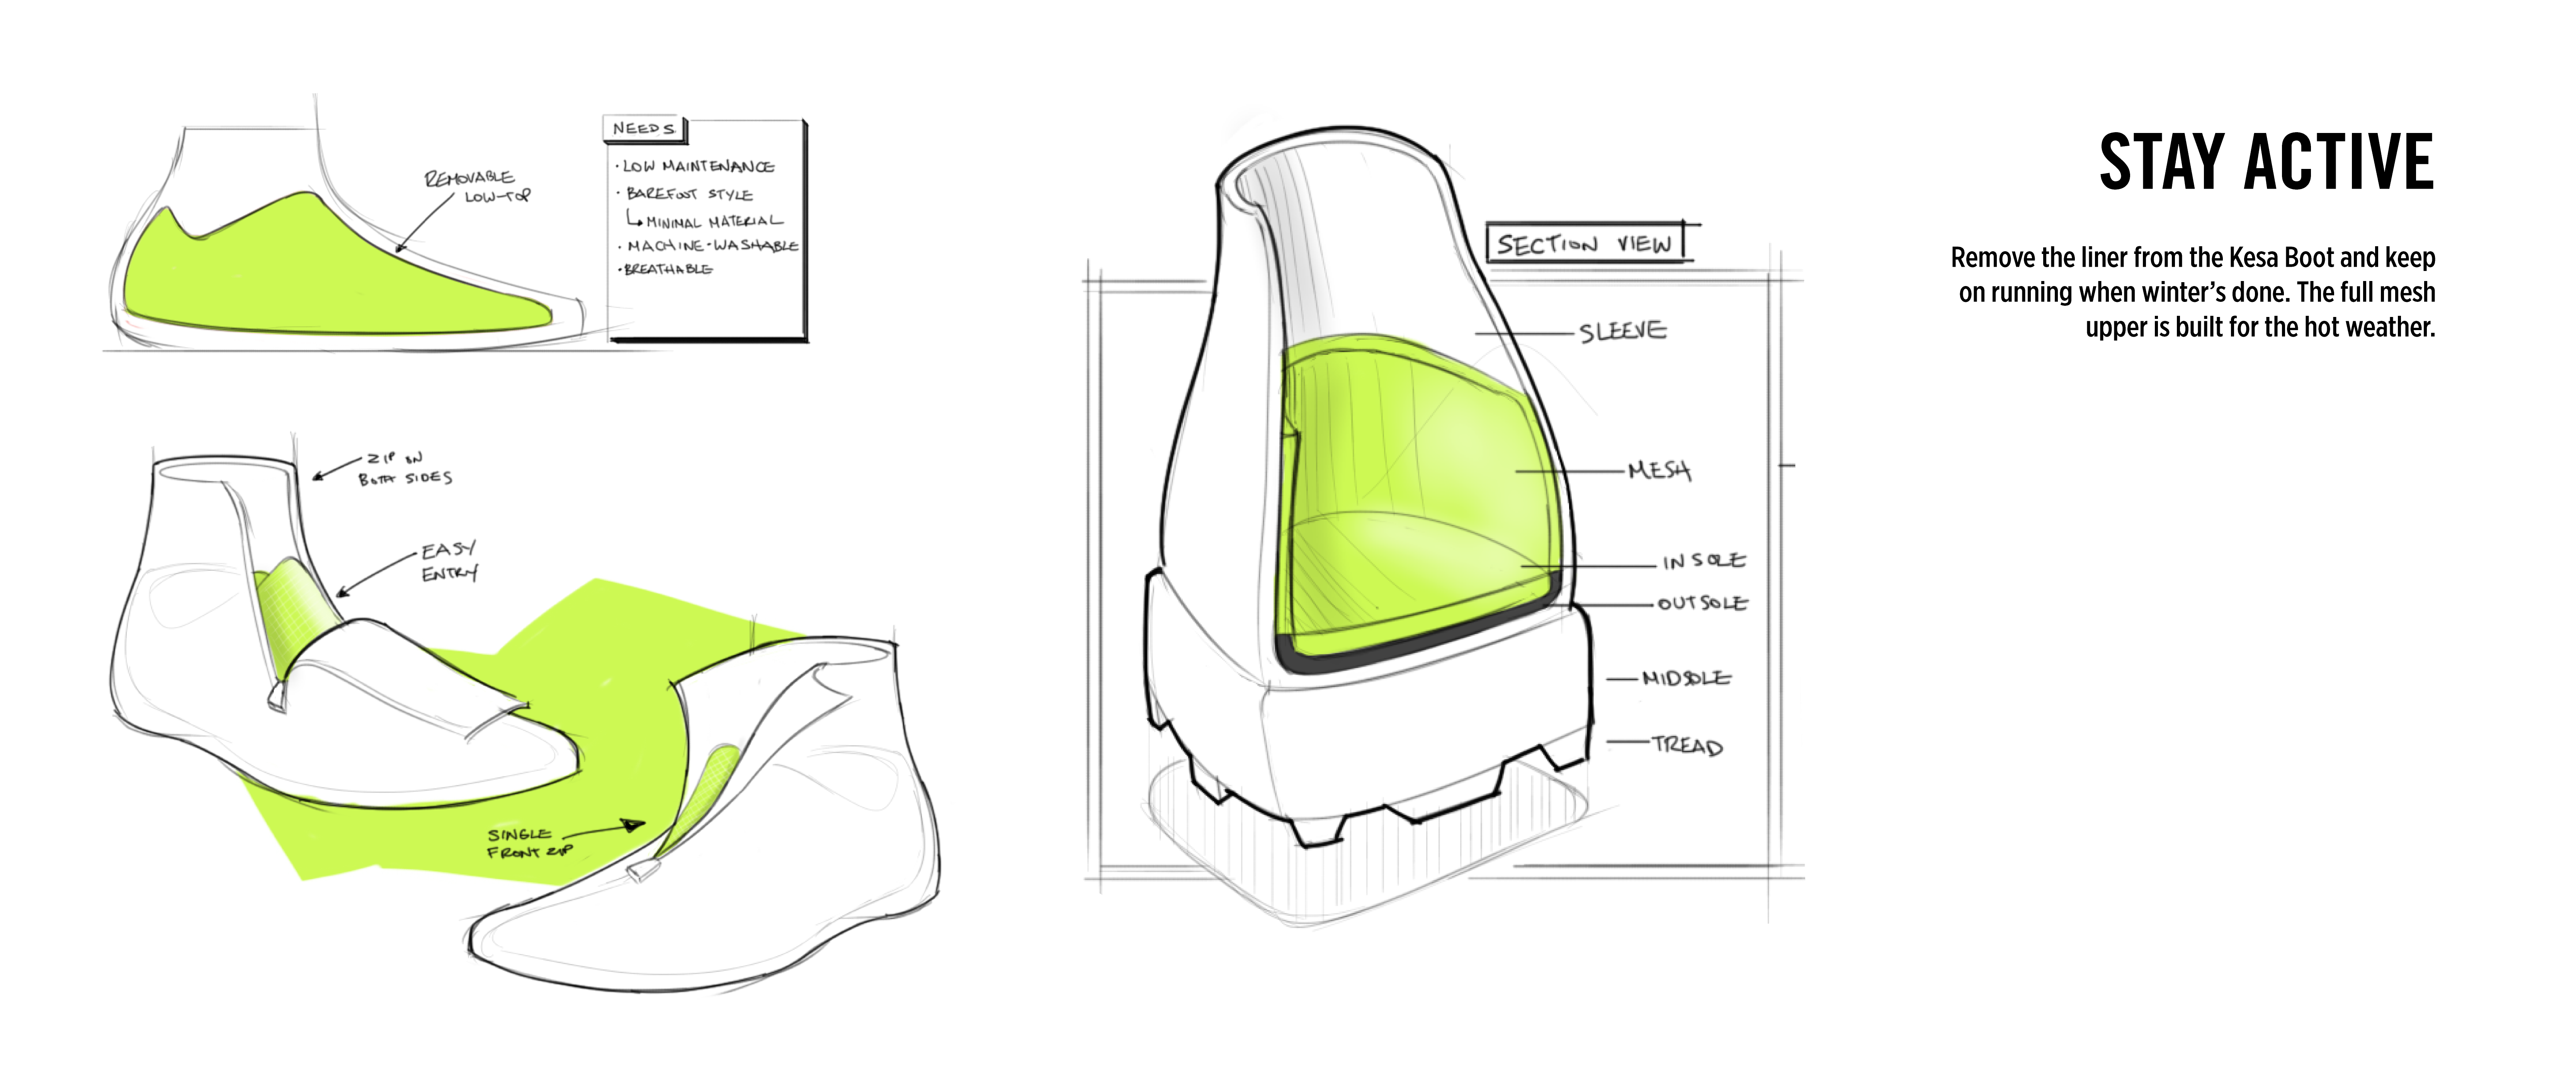 REMOVABLE
LOW-TOP
NEEDS
· LOW MAINTENANCE
· BAREFOOT STYLE
↳ MINIMAL MATERIAL
· MACHINE-WASHABLE
· BREATHABLE
ZIP ON
BOTH SIDES
EASY
ENTRY
SINGLE
FRONT ZIP
SECTION VIEW
SLEEVE
MESH
INSOLE
OUTSOLE
MIDSOLE
TREAD
STAY ACTIVE
Remove the liner from the Kesa Boot and keep
on running when winter’s done. The full mesh
upper is built for the hot weather.